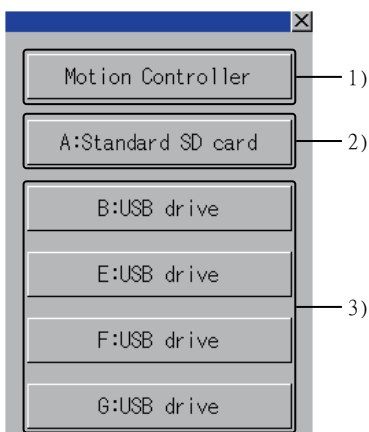 Motion Controller
1)
A:Standard SD card
2)
B:USB drive
E:USB drive
3)
F:USB drive
G:USB drive